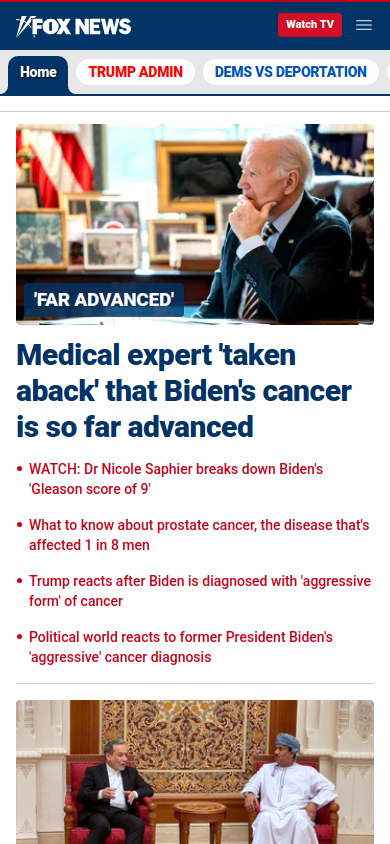 FOX NEWS
Watch TV
Home
TRUMP ADMIN
DEMS VS DEPORTATION
'FAR ADVANCED'
Medical expert 'taken
aback' that Biden's cancer
is so far advanced
WATCH: Dr Nicole Saphier breaks down Biden's
'Gleason score of 9'
What to know about prostate cancer, the disease that's
affected 1 in 8 men
Trump reacts after Biden is diagnosed with 'aggressive
form' of cancer
Political world reacts to former President Biden's
'aggressive' cancer diagnosis